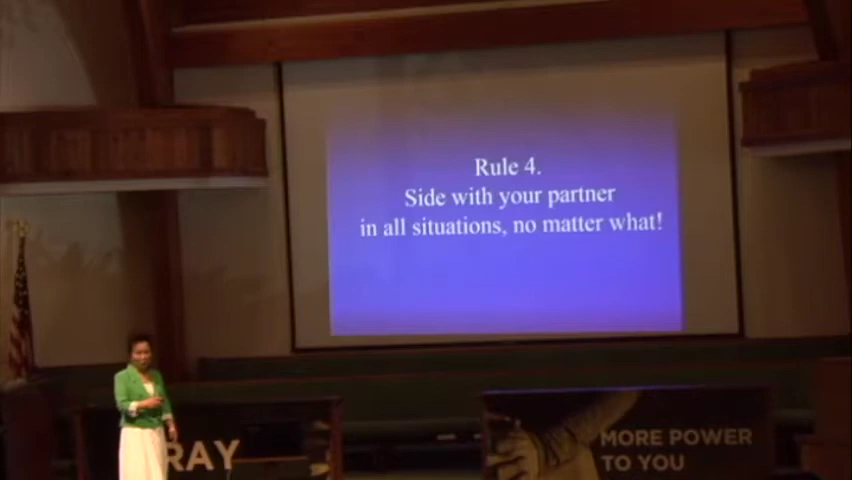 Rule 4.
Side with your partner
in all situations, no matter what!
RAY
MORE POWER
TO YOU